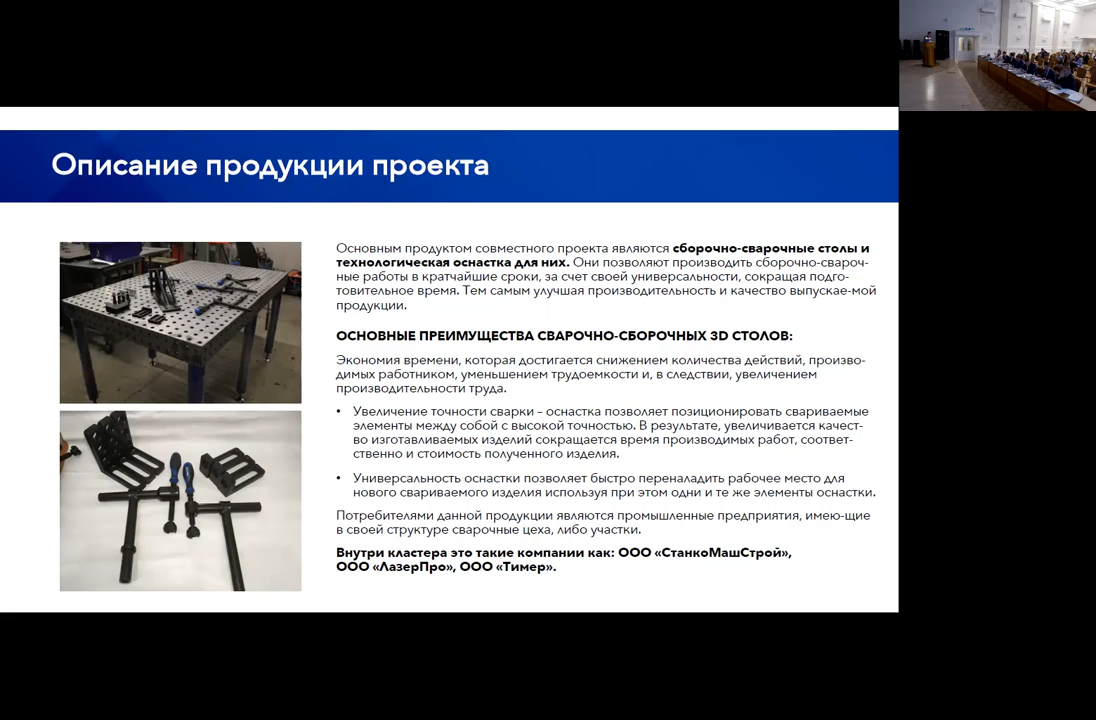 Описание продукции проекта
Основным продуктом совместного проекта являются сборочно-сварочные столы и
технологическая оснастка для них. Они позволяют производить сборочно-свароч-
ные работы в кратчайшие сроки, за счет своей универсальности, сокращая подго-
товительное время. Тем самым улучшая производительность и качество выпускае-мой
продукции.
ОСНОВНЫЕ ПРЕИМУЩЕСТВА СВАРОЧНО-СБОРОЧНЫХ 3D СТОЛОВ:
Экономия времени, которая достигается снижением количества действий, произво-
димых работником, уменьшением трудоемкости и, в следствии, увеличением
производительности труда.
• Увеличение точности сварки – оснастка позволяет позиционировать свариваемые
элементы между собой с высокой точностью. В результате, увеличивается качест-
во изготавливаемых изделий сокращается время производимых работ, соответ-
ственно и стоимость полученного изделия.
• Универсальность оснастки позволяет быстро переналадить рабочее место для
нового свариваемого изделия используя при этом одни и те же элементы оснастки.
Потребителями данной продукции являются промышленные предприятия, имею-щие
в своей структуре сварочные цеха, либо участки.
Внутри кластера это такие компании как: ООО «СтанкоМашСтрой»,
ООО «ЛазерПро», ООО «Тимер».